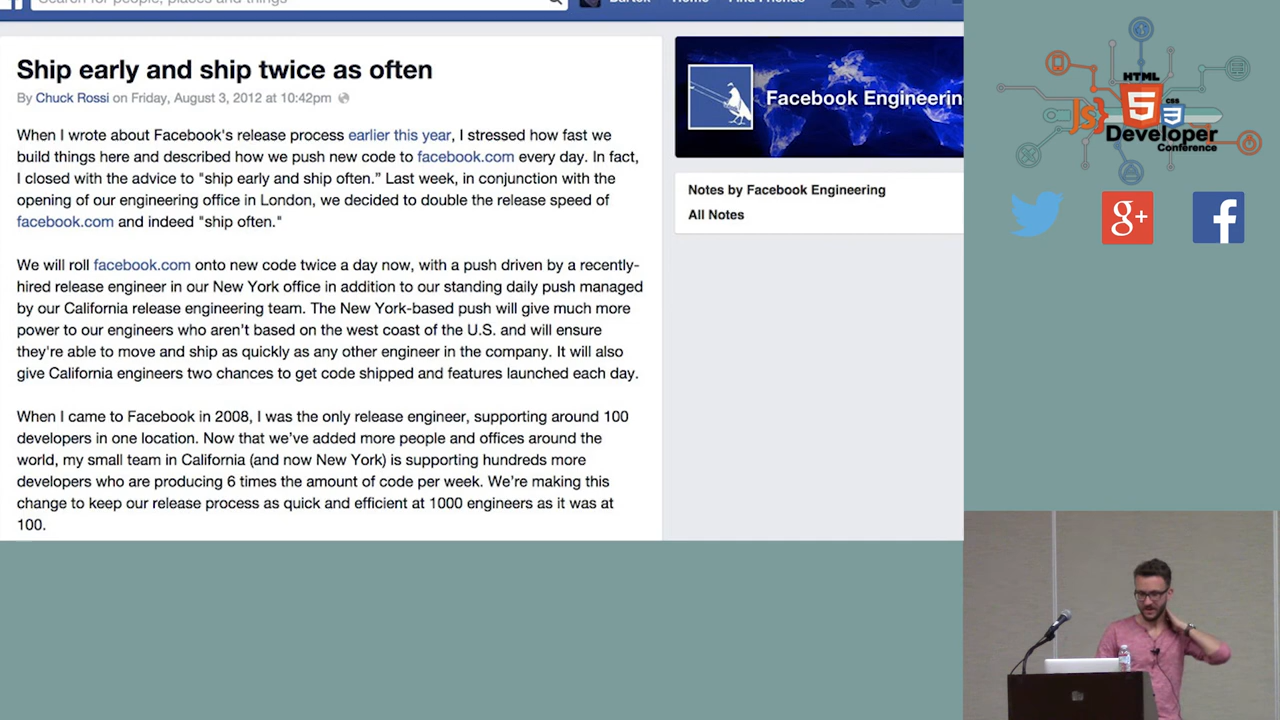 Search for people, places and things
Bartek Home Find Friends
Ship early and ship twice as often
By Chuck Rossi on Friday, August 3, 2012 at 10:42pm
When I wrote about Facebook's release process earlier this year, I stressed how fast we
build things here and described how we push new code to facebook.com every day. In fact,
I closed with the advice to "ship early and ship often." Last week, in conjunction with the
opening of our engineering office in London, we decided to double the release speed of
facebook.com and indeed "ship often."
We will roll facebook.com onto new code twice a day now, with a push driven by a recently-
hired release engineer in our New York office in addition to our standing daily push managed
by our California release engineering team. The New York-based push will give much more
power to our engineers who aren't based on the west coast of the U.S. and will ensure
they're able to move and ship as quickly as any other engineer in the company. It will also
give California engineers two chances to get code shipped and features launched each day.
When I came to Facebook in 2008, I was the only release engineer, supporting around 100
developers in one location. Now that we've added more people and offices around the
world, my small team in California (and now New York) is supporting hundreds more
developers who are producing 6 times the amount of code per week. We're making this
change to keep our release process as quick and efficient at 1000 engineers as it was at
100.
Facebook Engineerin
Notes by Facebook Engineering
All Notes
HTML
JS} 5 CSS 3
Developer
Conference
g+
f